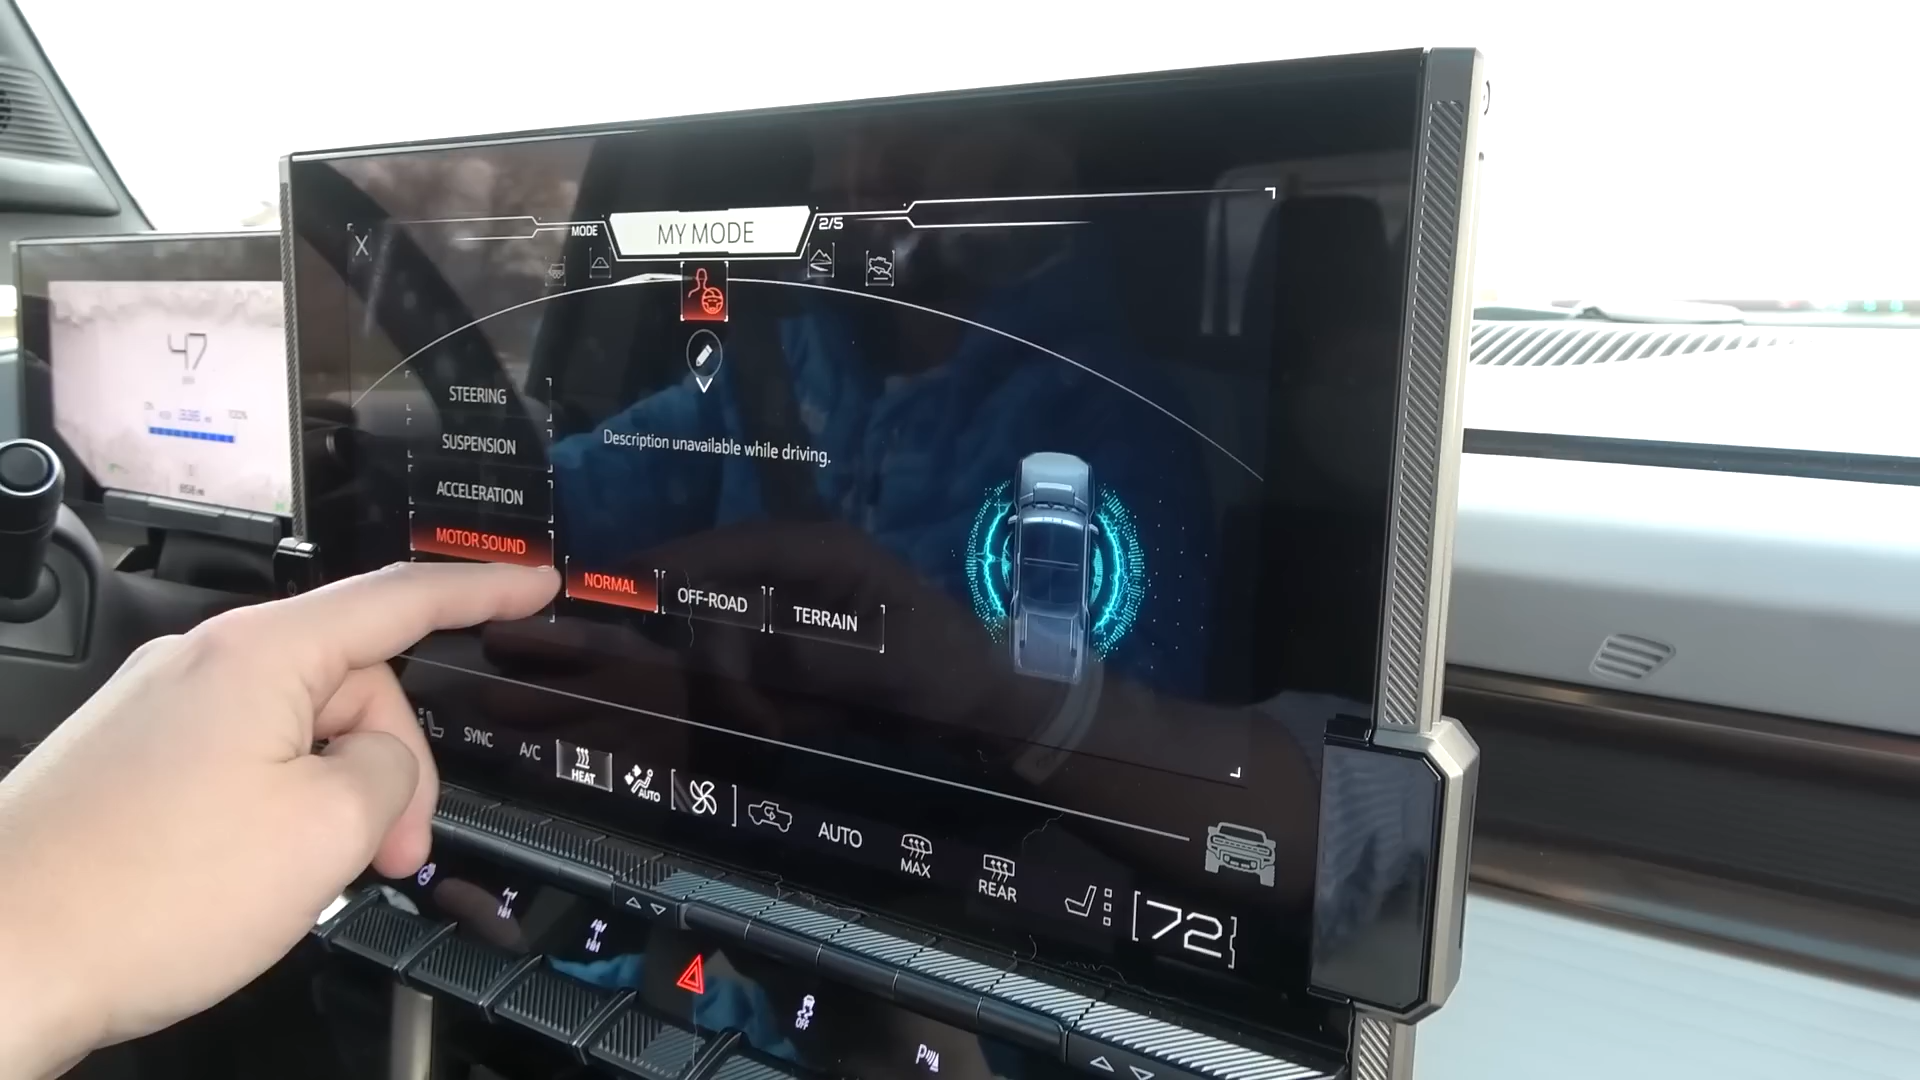 MODE
MY MODE
2/5
X
47
STEERING
SUSPENSION
ACCELERATION
MOTOR SOUND
Description unavailable while driving.
NORMAL
OFF-ROAD
TERRAIN
SYNC
A/C
HEAT
AUTO
AUTO
MAX
REAR
72
OFF
P